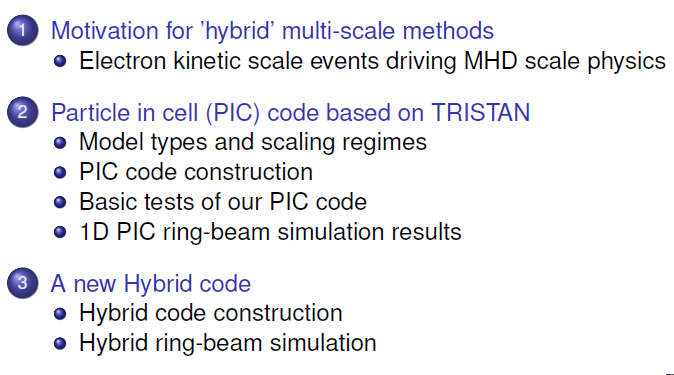 1 Motivation for ’hybrid’ multi-scale methods
Electron kinetic scale events driving MHD scale physics
2 Particle in cell (PIC) code based on TRISTAN
Model types and scaling regimes
PIC code construction
Basic tests of our PIC code
1D PIC ring-beam simulation results
3 A new Hybrid code
Hybrid code construction
Hybrid ring-beam simulation